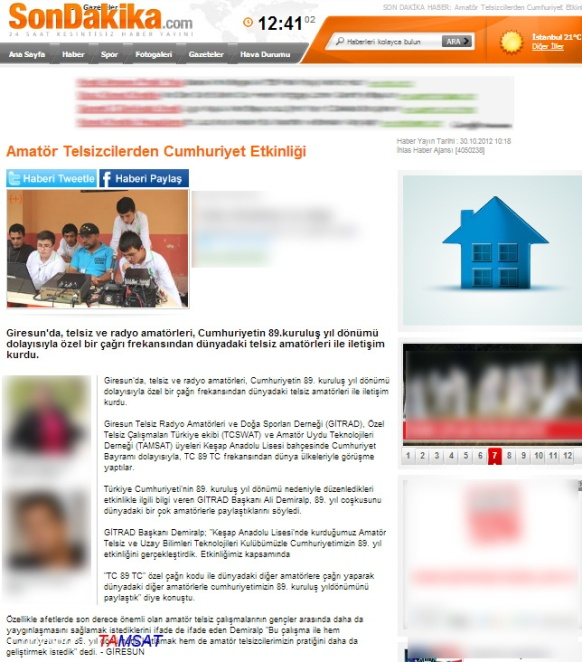 Gazeteler
SonDakika.com
24 SAAT KESİNTİSİZ HABER YAYINI
12:41 02
SON DAKİKA HABER: Amatör Telsizcilerden Cumhuriyet Etkin
Haberleri kolayca bulun
ARA
İstanbul 21°C
Diğer İller
Ana Sayfa Haber Spor Fotogaleri Gazeteler Hava Durumu
Haber Yayın Tarihi : 30.10.2012 10:18
İhlas Haber Ajansı [4050238]
Amatör Telsizcilerden Cumhuriyet Etkinliği
Haberi Tweetle
Haberi Paylaş
Giresun'da, telsiz ve radyo amatörleri, Cumhuriyetin 89.kuruluş yıl dönümü
dolayısıyla özel bir çağrı frekansından dünyadaki telsiz amatörleri ile iletişim
kurdu.
Giresun'da, telsiz ve radyo amatörleri, Cumhuriyetin 89. kuruluş yıl dönümü
dolayısıyla özel bir çağrı frekansından dünyadaki telsiz amatörleri ile iletişim
kurdu.
Giresun Telsiz Radyo Amatörleri ve Doğa Sporları Derneği (GİTRAD), Özel
Telsiz Çalışmaları Türkiye ekibi (TCSWAT) ve Amatör Uydu Teknolojileri
Derneği (TAMSAT) üyeleri Keşap Anadolu Lisesi bahçesinde Cumhuriyet
Bayramı dolayısıyla, TC 89 TC frekansından dünya ülkeleriyle görüşme
yaptılar.
Türkiye Cumhuriyeti'nin 89. kuruluş yıl dönümü nedeniyle düzenledikleri
etkinlikle ilgili bilgi veren GİTRAD Başkanı Ali Demiralp, 89. yıl coşkusunu
dünyadaki bir çok amatörlerle paylaştıklarını söyledi.
GİTRAD Başkanı Demiralp; "Keşap Anadolu Lisesi'nde kurduğumuz Amatör
Telsiz ve Uzay Bilimleri Teknolojileri Kulübümüzle Cumhuriyetimizin 89. yıl
etkinliğini gerçekleştirdik. Etkinliğimiz kapsamında
"TC 89 TC" özel çağrı kodu ile dünyadaki diğer amatörlere çağrı yaparak
dünyadaki diğer amatörlerle cumhuriyetimizin 89. kuruluş yıldönümünü
paylaştık" diye konuştu.
1 2 3 4 5 6 7 8 9 10 11 12
Özellikle afetlerde son derece önemli olan amatör telsiz çalışmalarının gençler arasında daha da
yaygınlaşmasını sağlamak istediklerini ifade de ifade eden Demiralp "Bu çalışma ile hem
TAMSAT
hem de amatör telsizcilerimizin pratiğini daha da
geliştirmek istedik" dedi. - GİRESUN